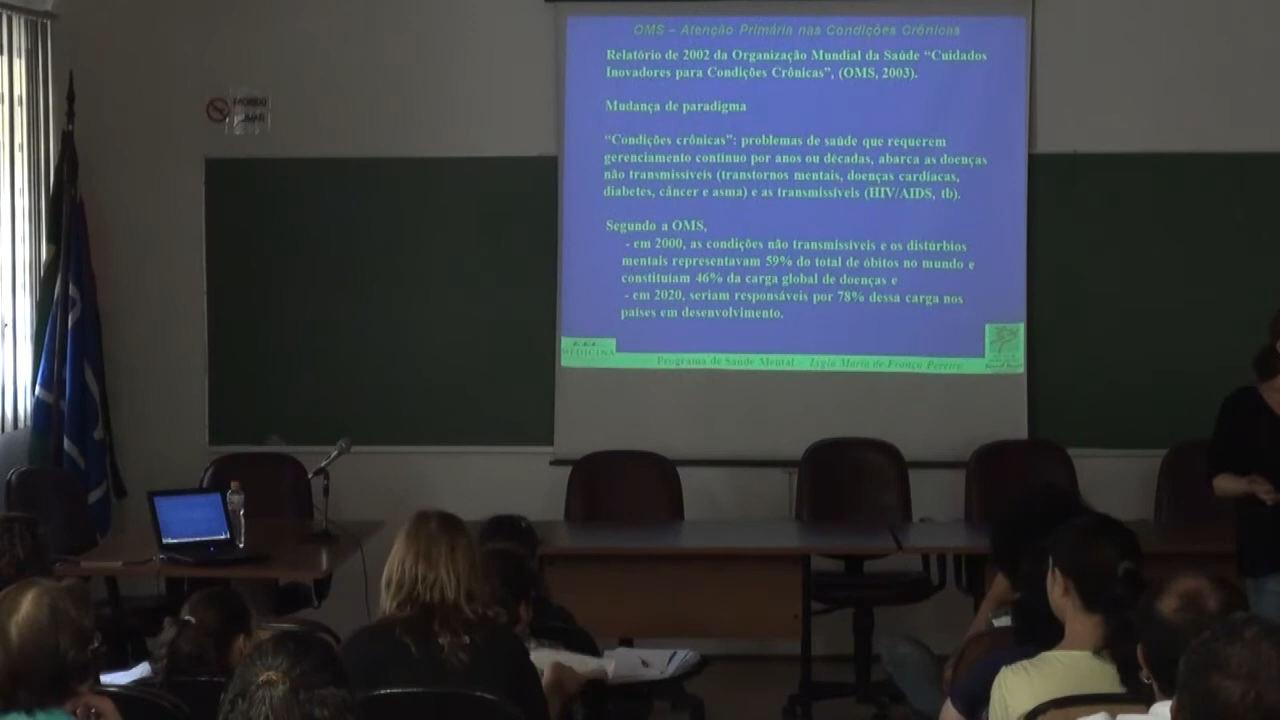 OMS – Atenção Primária nas Condições Crônicas
Relatório de 2002 da Organização Mundial da Saúde “Cuidados
Inovadores para Condições Crônicas”, (OMS, 2003).
Mudança de paradigma
“Condições crônicas”: problemas de saúde que requerem
gerenciamento contínuo por anos ou décadas, abarca as doenças
não transmissíveis (transtornos mentais, doenças cardíacas,
diabetes, câncer e asma) e as transmissíveis (HIV/AIDS, tb).
Segundo a OMS,
- em 2000, as condições não transmissíveis e os distúrbios
mentais representavam 59% do total de óbitos no mundo e
constituíam 46% da carga global de doenças e
- em 2020, seriam responsáveis por 78% dessa carga nos
países em desenvolvimento.
MEDICINA
Programa de Saúde Mental – Lygia Maria de França Pereira